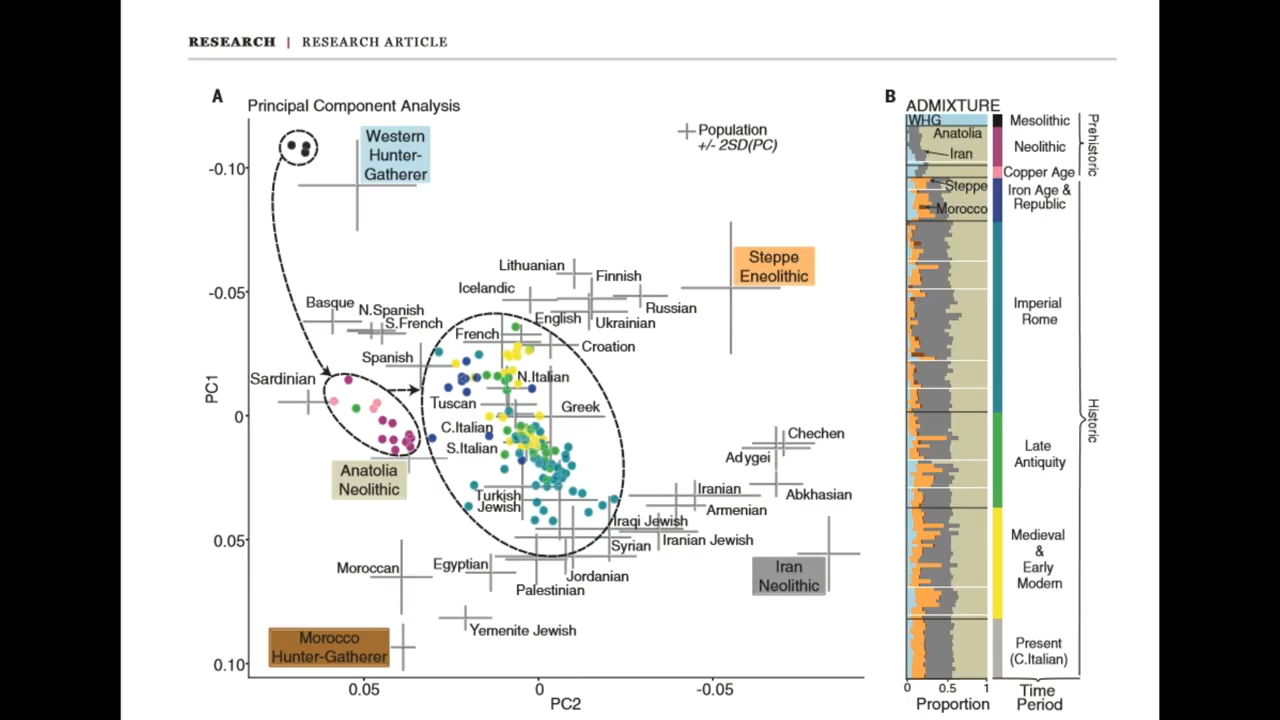 RESEARCH | RESEARCH ARTICLE
A
Principal Component Analysis
Western
Hunter-
Gatherer
Population
+/- 2SD(PC)
-0.10
-0.05
0
0.05
0.10
PC1
Lithuanian
Finnish
Icelandic
Steppe
Eneolithic
Russian
Basque
N.Spanish
S.French
English
Ukrainian
French
Croation
Spanish
Sardinian
N.Italian
Tuscan
Greek
C.Italian
S.Italian
Chechen
Adygei
Anatolia
Neolithic
Turkish
Jewish
Iranian
Abkhasian
Armenian
Iraqi Jewish
Iranian Jewish
Syrian
Moroccan
Egyptian
Jordanian
Palestinian
Iran
Neolithic
Yemenite Jewish
Morocco
Hunter-Gatherer
0.05
0
-0.05
PC2
B
ADMIXTURE
WHG
Anatolia
Iran
Steppe
Morocco
Mesolithic
Neolithic
Copper Age
Iron Age &
Republic
Imperial
Rome
Late
Antiquity
Medieval
&
Early
Modern
Present
(C.Italian)
Prehistoric
Historic
0
0.5
1
Proportion
Time
Period